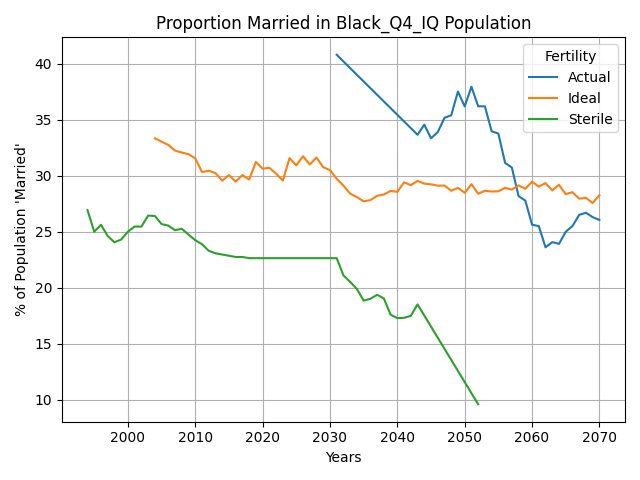 Proportion Married in Black_Q4_IQ Population
Fertility
Actual
Ideal
Sterile
% of Population 'Married'
40
35
30
25
20
15
10
2000 2010 2020 2030 2040 2050 2060 2070
Years